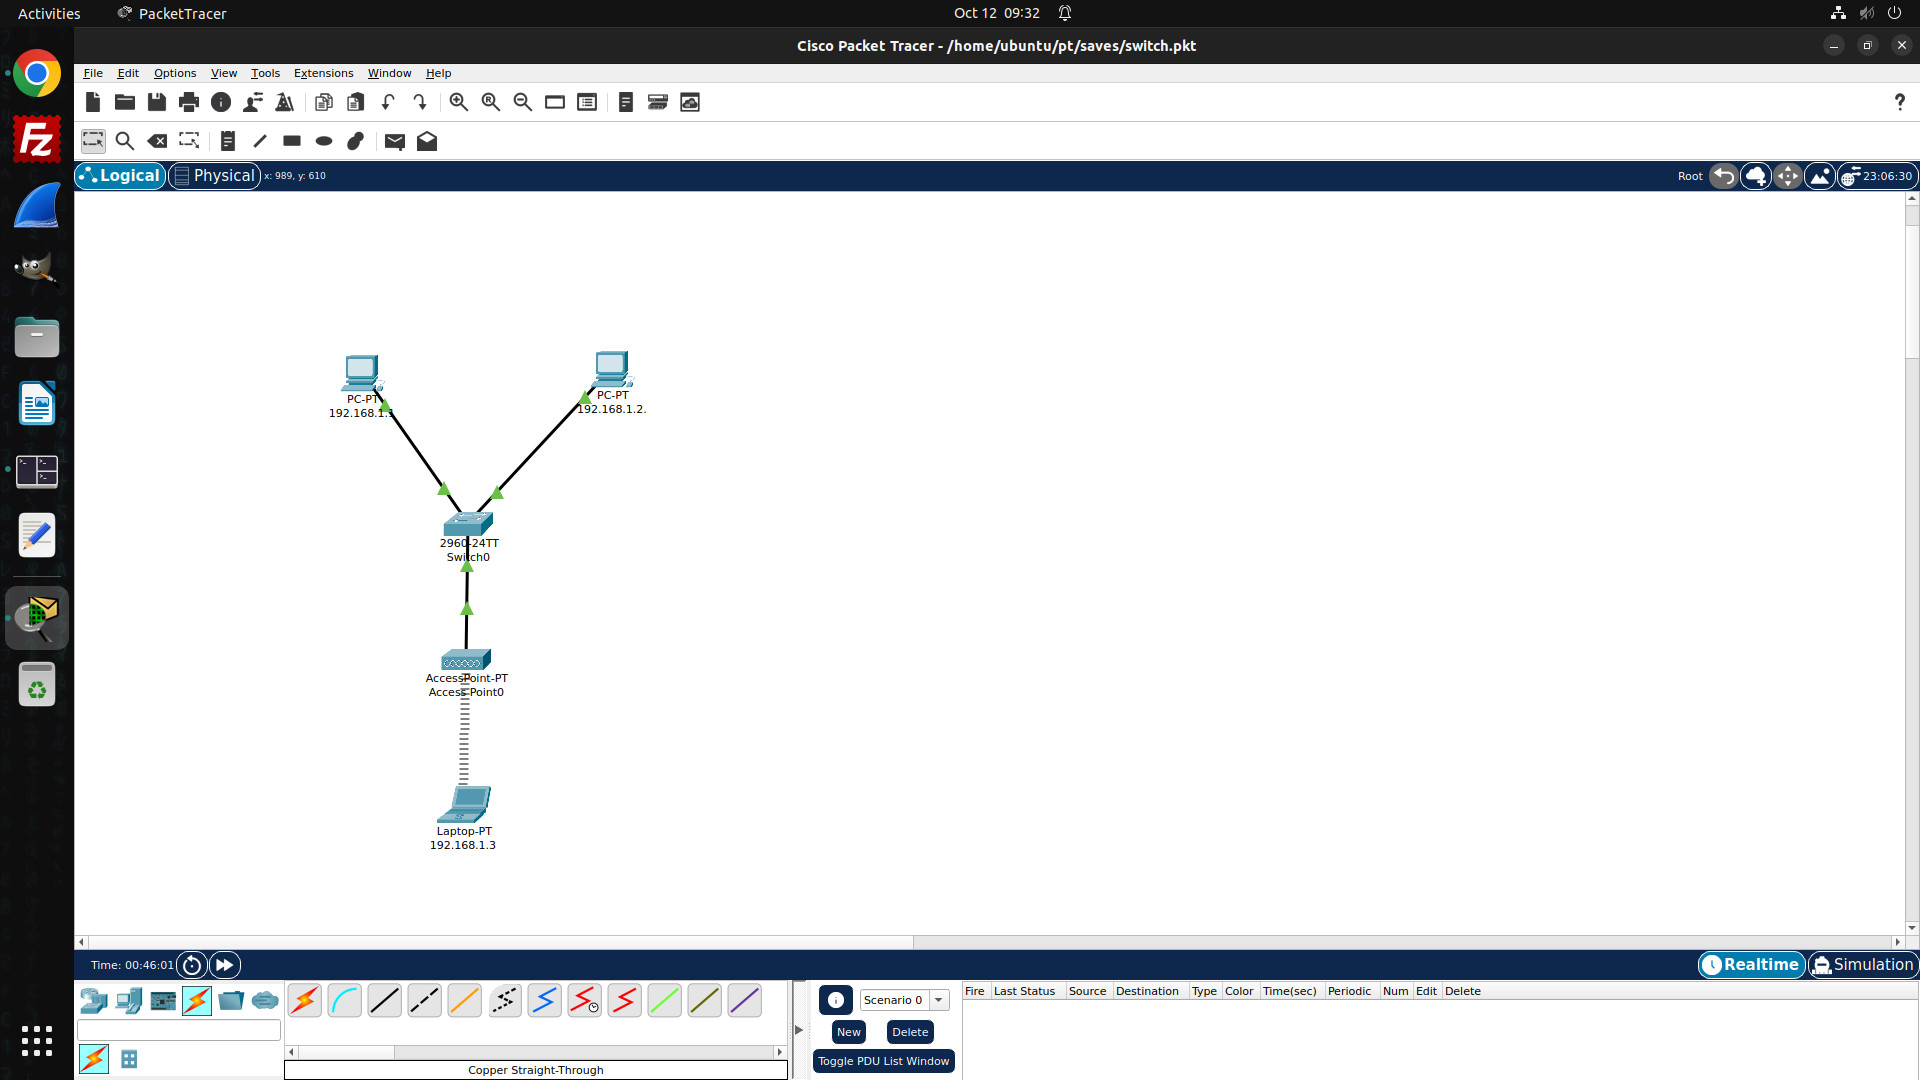 Activities
PacketTracer
Oct 12 09:32
Cisco Packet Tracer - /home/ubuntu/pt/saves/switch.pkt
File Edit Options View Tools Extensions Window Help
?
Logical
Physical
x: 989, y: 610
Root
23:06:30
PC-PT
192.168.1.1
PC-PT
192.168.1.2.
2960-24TT
Switch0
AccessPoint-PT
Access Point0
Laptop-PT
192.168.1.3
Time: 00:46:01
Realtime
Simulation
Scenario 0
New
Delete
Toggle PDU List Window
Fire Last Status Source Destination Type Color Time(sec) Periodic Num Edit Delete
Copper Straight-Through